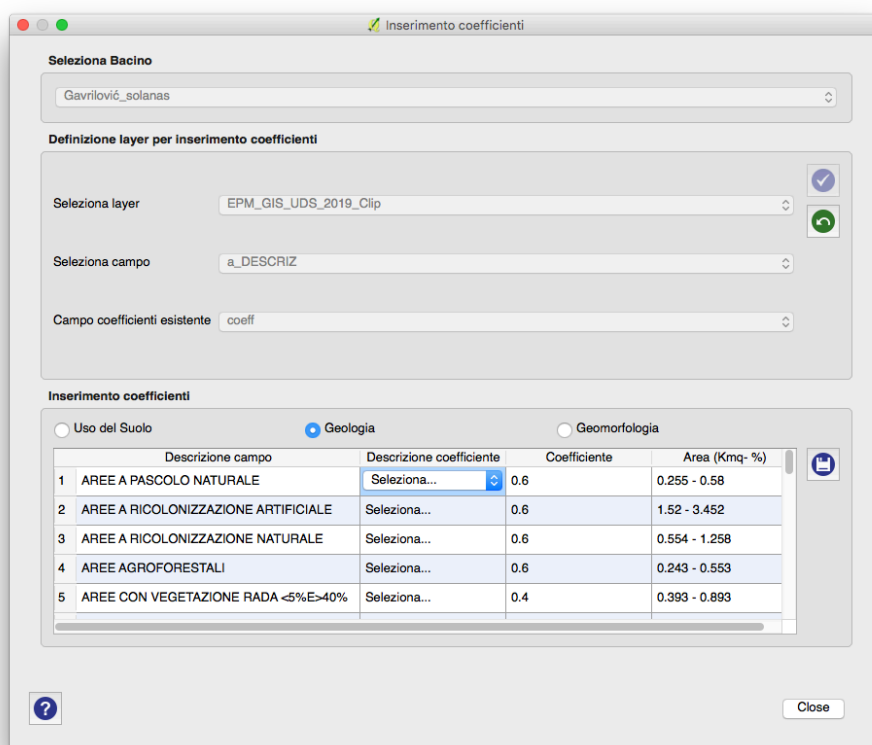 Inserimento coefficienti
Seleziona Bacino
Gavrilović_solanas
Definizione layer per inserimento coefficienti
Seleziona layer
EPM_GIS_UDS_2019_Clip
Seleziona campo
a_DESCRIZ
Campo coefficienti esistente
coeff
Inserimento coefficienti
Uso del Suolo Geologia Geomorfologia
Descrizione campo Descrizione coefficiente Coefficiente Area (Kmq- %)
1 AREE A PASCOLO NATURALE Seleziona... 0.6 0.255 - 0.58
2 AREE A RICOLONIZZAZIONE ARTIFICIALE Seleziona... 0.6 1.52 - 3.452
3 AREE A RICOLONIZZAZIONE NATURALE Seleziona... 0.6 0.554 - 1.258
4 AREE AGROFORESTALI Seleziona... 0.6 0.243 - 0.553
5 AREE CON VEGETAZIONE RADA <5%E>40% Seleziona... 0.4 0.393 - 0.893
?
Close